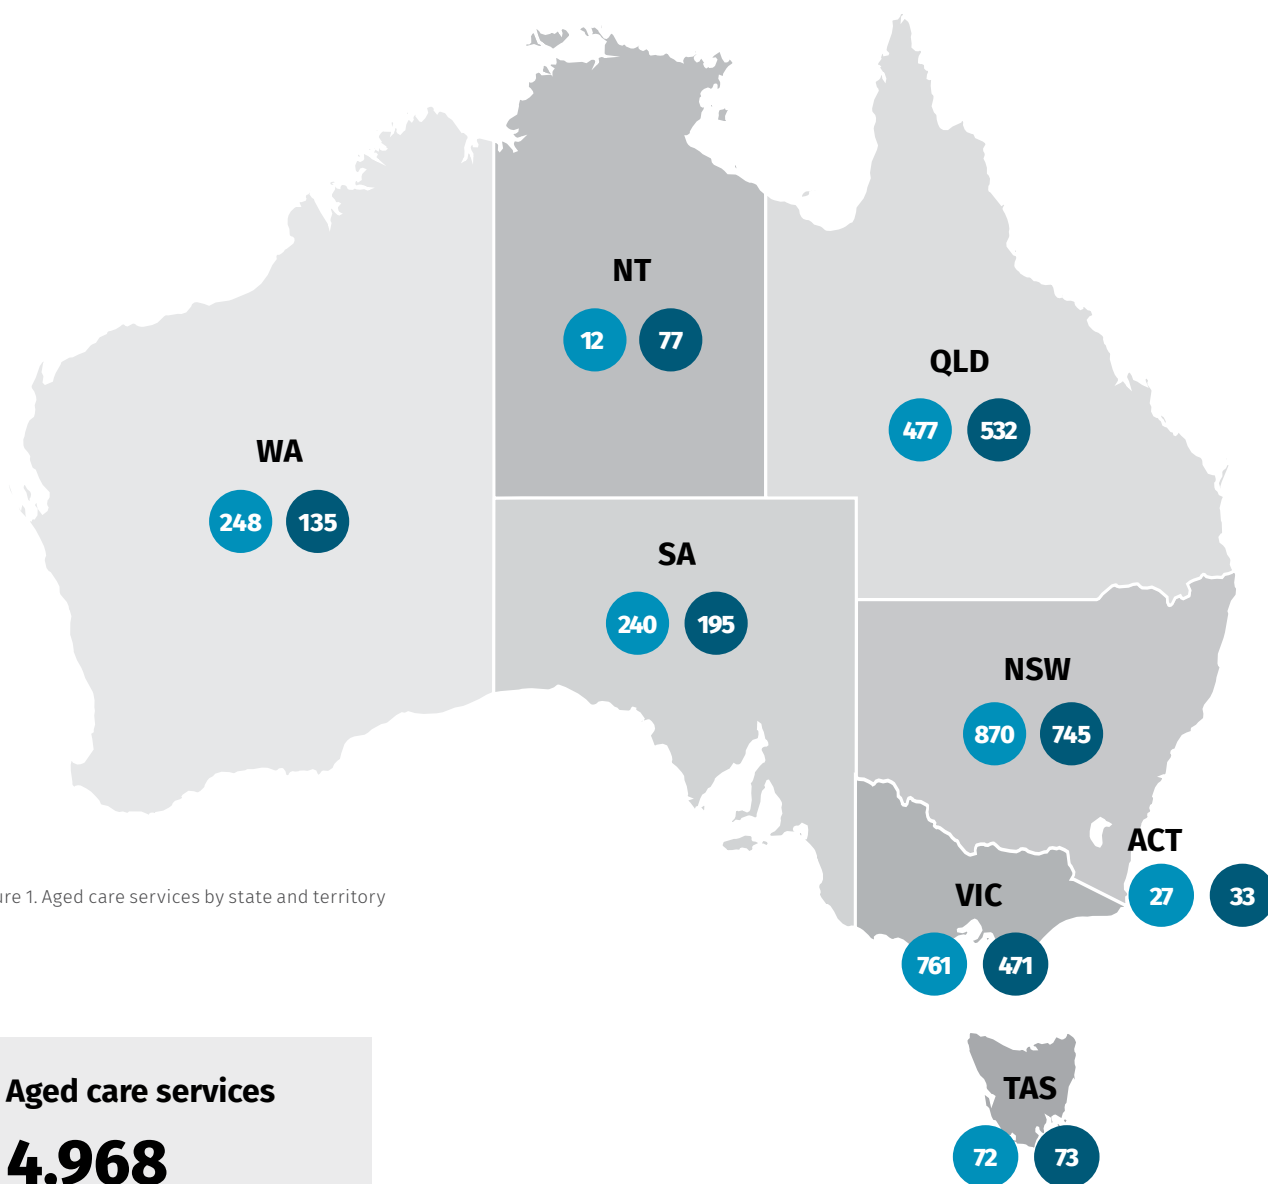 NT
12 77
QLD
477 532
WA
248 135
SA
240 195
NSW
870 745
ACT
27 33
VIC
761 471
1. Aged care services by state and territory
TAS
72 73
Aged care services
4,968